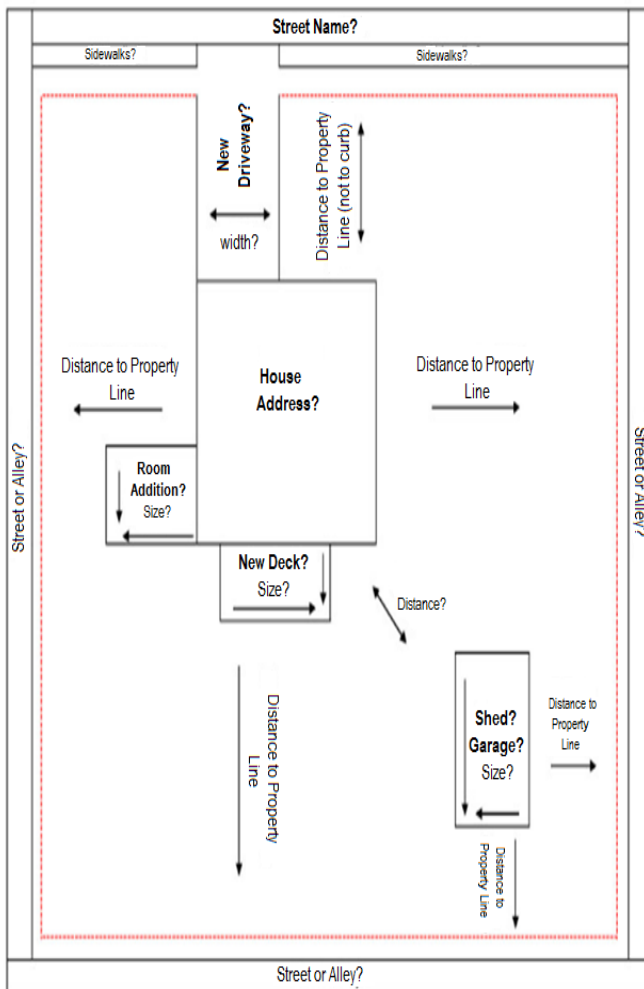 Street Name?
Sidewalks?
Sidewalks?
New
Driveway?
width?
Distance to Property
Line (not to curb)
Distance to Property
Line
House
Address?
Distance to Property
Line
Street or Alley?
Street or Alley?
Room
Addition?
Size?
New Deck?
Size?
Distance?
Distance to Property
Line
Shed?
Garage?
Size?
Distance to
Property
Line
Distance to
Property Line
Street or Alley?